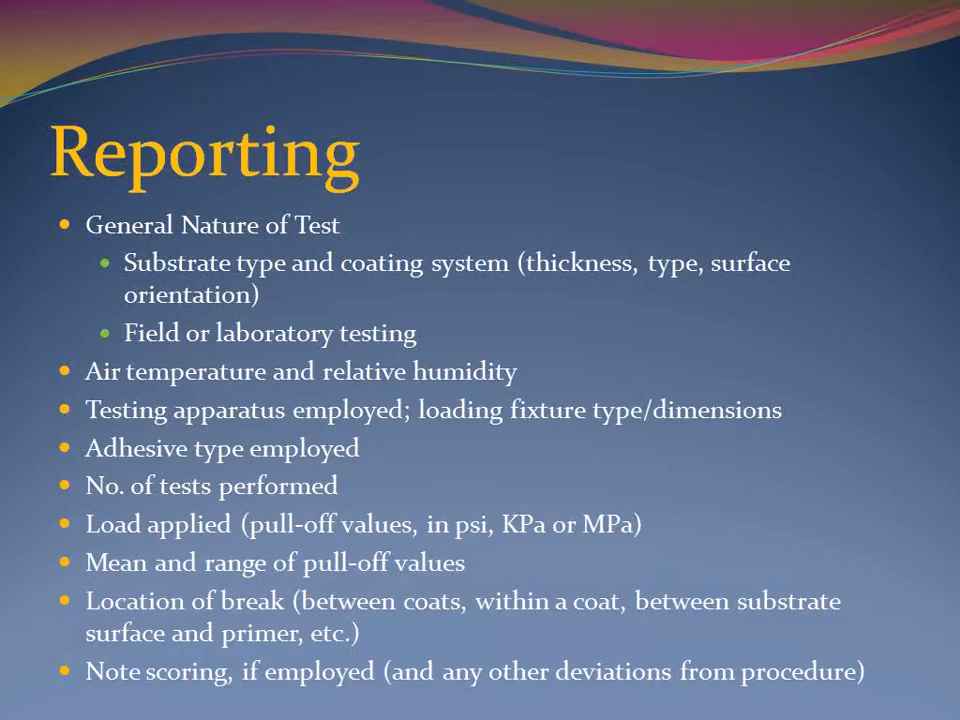 Reporting
General Nature of Test
Substrate type and coating system (thickness, type, surface
orientation)
Field or laboratory testing
Air temperature and relative humidity
Testing apparatus employed; loading fixture type/dimensions
Adhesive type employed
No. of tests performed
Load applied (pull-off values, in psi, KPa or MPa)
Mean and range of pull-off values
Location of break (between coats, within a coat, between substrate
surface and primer, etc.)
Note scoring, if employed (and any other deviations from procedure)